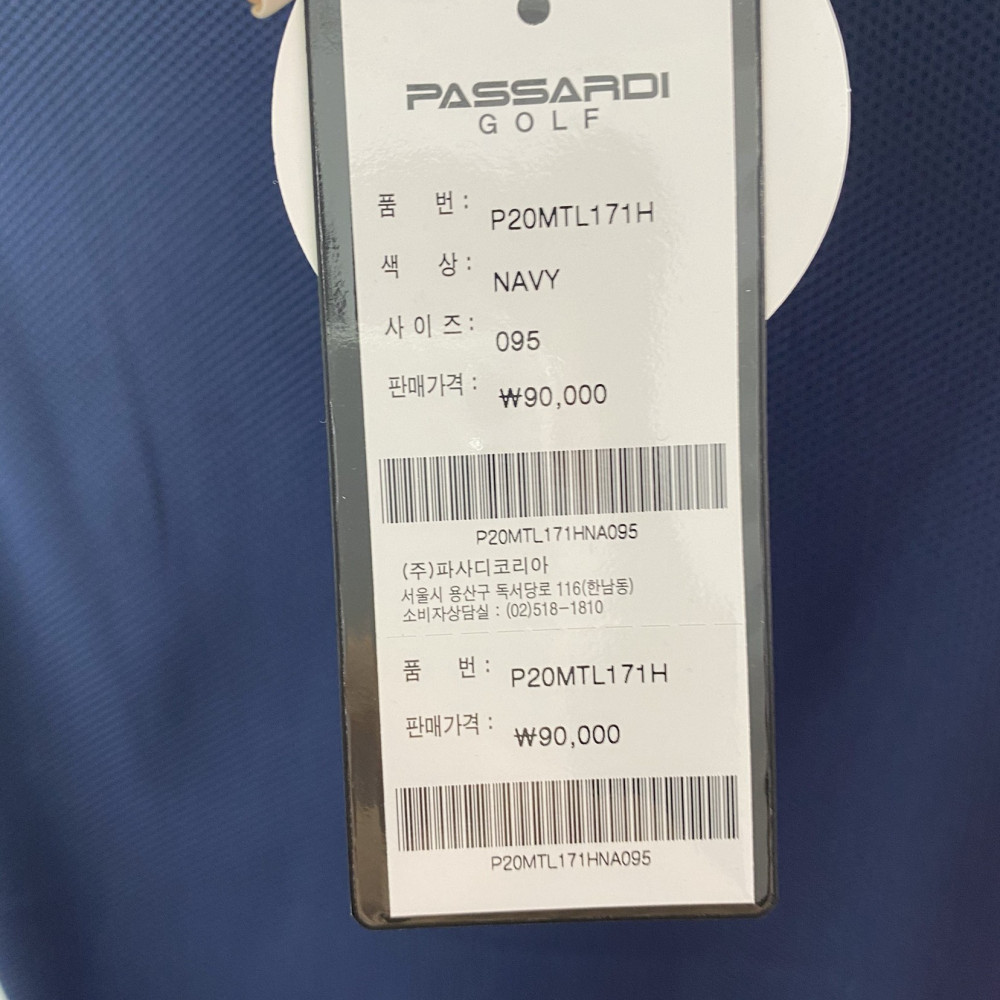 PASSARDI
GOLF
품 번 : P20MTL171H
색 상 : NAVY
사 이 즈 : 095
판매가격 : ₩90,000
P20MTL171HNA095
(주)파사디코리아
서울시 용산구 독서당로 116(한남동)
소비자상담실 : (02)518-1810
품 번 : P20MTL171H
판매가격 : ₩90,000
P20MTL171HNA095